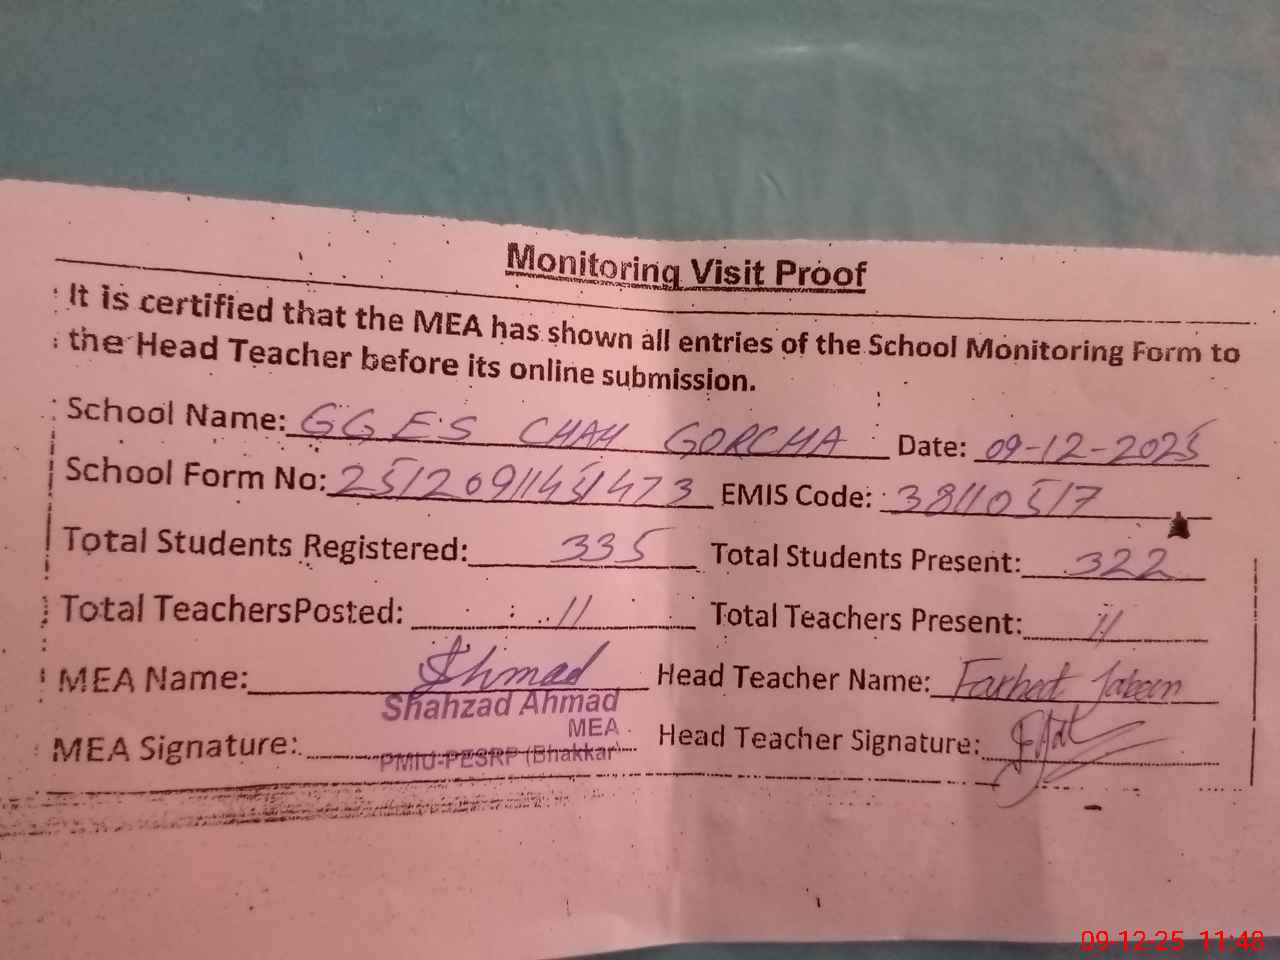 Monitoring Visit Proof
It is certified that the MEA has shown all entries of the School Monitoring Form to
the Head Teacher before its online submission.
School Name: GGES CHAH GORCHA Date: 09-12-2025
School Form No: 25120911451473 EMIS Code: 38110517
Total Students Registered: 335 Total Students Present: 322
Total TeachersPosted: 11 Total Teachers Present: 11
MEA Name: Ahmad Head Teacher Name: Farhat Jabeen
Shahzad Ahmad
MEA
MEA Signature: PMIU-PESRP (Bhakkar) Head Teacher Signature:
09-12-25 11:48